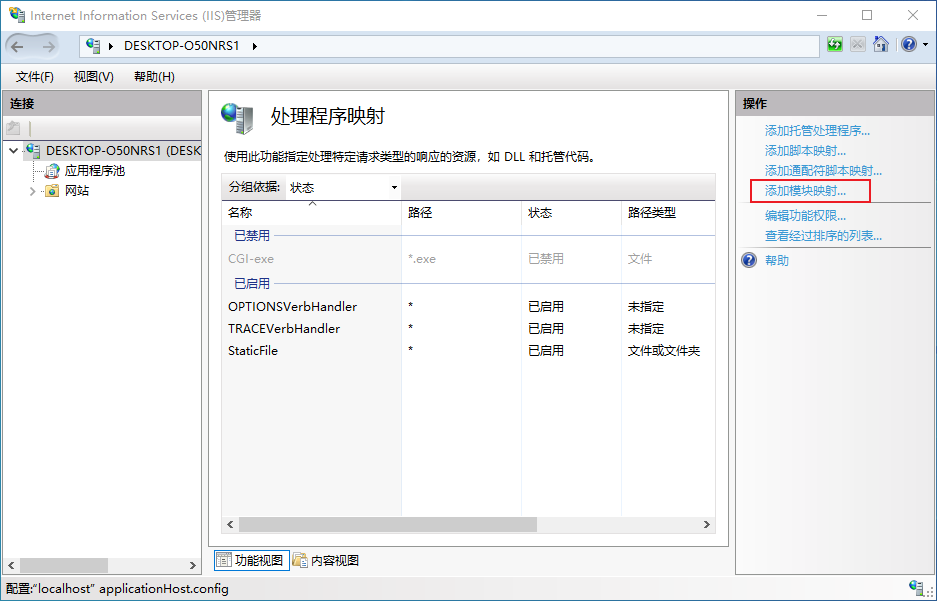 Internet Information Services (IIS)管理器
DESKTOP-O50NRS1
文件(F) 视图(V) 帮助(H)
连接
DESKTOP-O50NRS1 (DESK
应用程序池
网站
处理程序映射
使用此功能指定处理特定请求类型的响应的资源，如 DLL 和托管代码。
分组依据: 状态
名称 路径 状态 路径类型
已禁用
CGI-exe *.exe 已禁用 文件
已启用
OPTIONSVerbHandler * 已启用 未指定
TRACEVerbHandler * 已启用 未指定
StaticFile * 已启用 文件或文件夹
功能视图 内容视图
操作
添加托管处理程序...
添加脚本映射...
添加通配符脚本映射...
添加模块映射...
编辑功能权限...
查看经过排序的列表...
帮助
配置:“localhost” applicationHost.config